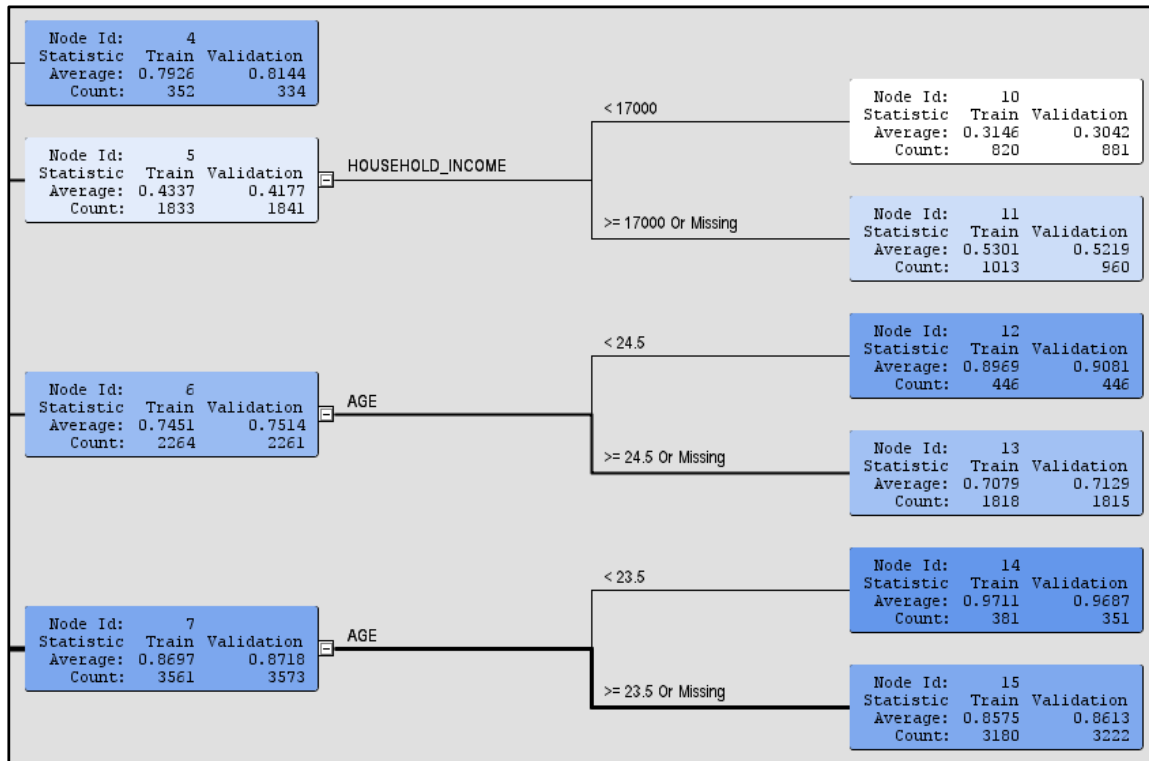 Node Id: 4
Statistic Train Validation
Average: 0.7926 0.8144
Count: 352 334
Node Id: 5
Statistic Train Validation
Average: 0.4337 0.4177
Count: 1833 1841
HOUSEHOLD_INCOME
< 17000
Node Id: 10
Statistic Train Validation
Average: 0.3146 0.3042
Count: 820 881
>= 17000 Or Missing
Node Id: 11
Statistic Train Validation
Average: 0.5301 0.5219
Count: 1013 960
Node Id: 6
Statistic Train Validation
Average: 0.7451 0.7514
Count: 2264 2261
AGE
< 24.5
Node Id: 12
Statistic Train Validation
Average: 0.8969 0.9081
Count: 446 446
>= 24.5 Or Missing
Node Id: 13
Statistic Train Validation
Average: 0.7079 0.7129
Count: 1818 1815
Node Id: 7
Statistic Train Validation
Average: 0.8697 0.8718
Count: 3561 3573
AGE
< 23.5
Node Id: 14
Statistic Train Validation
Average: 0.9711 0.9687
Count: 381 351
>= 23.5 Or Missing
Node Id: 15
Statistic Train Validation
Average: 0.8575 0.8613
Count: 3180 3222